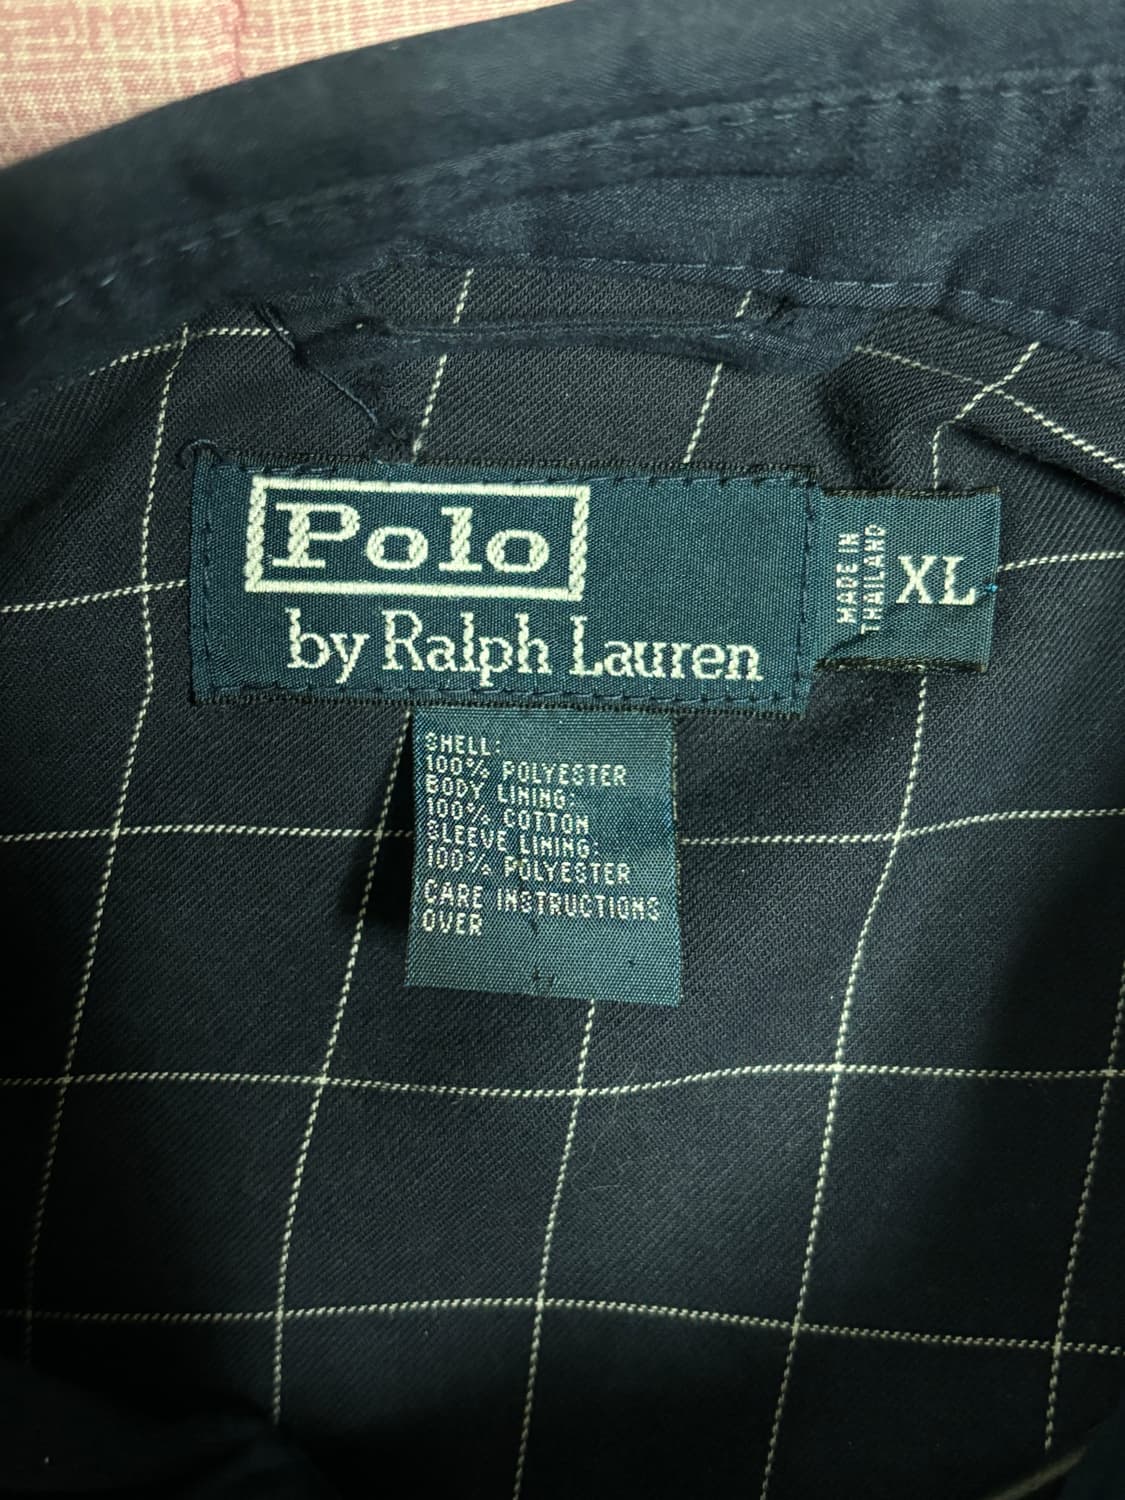 Polo
by Ralph Lauren
MADE IN
THAILAND
XL
SHELL:
100% POLYESTER
BODY LINING:
100% COTTON
SLEEVE LINING:
100% POLYESTER
CARE INSTRUCTIONS
OVER